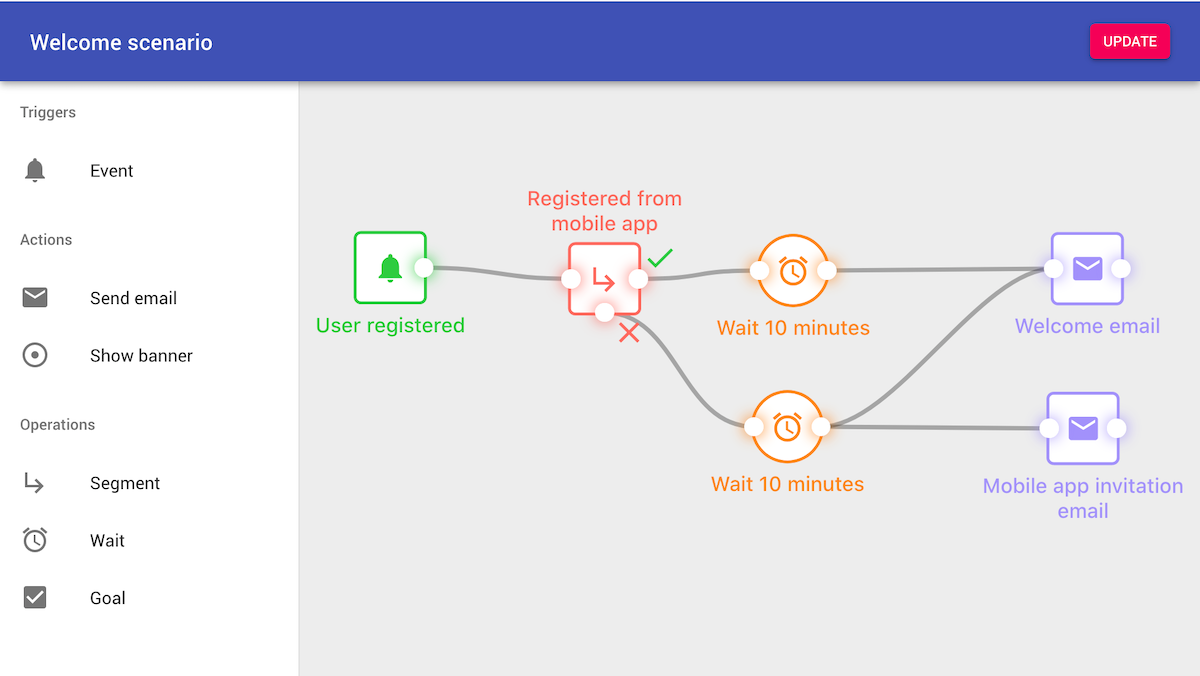 Welcome scenario
UPDATE
Triggers
Event
Actions
Send email
Show banner
Operations
Segment
Wait
Goal
User registered
Registered from
mobile app
Wait 10 minutes
Welcome email
Wait 10 minutes
Mobile app invitation
email